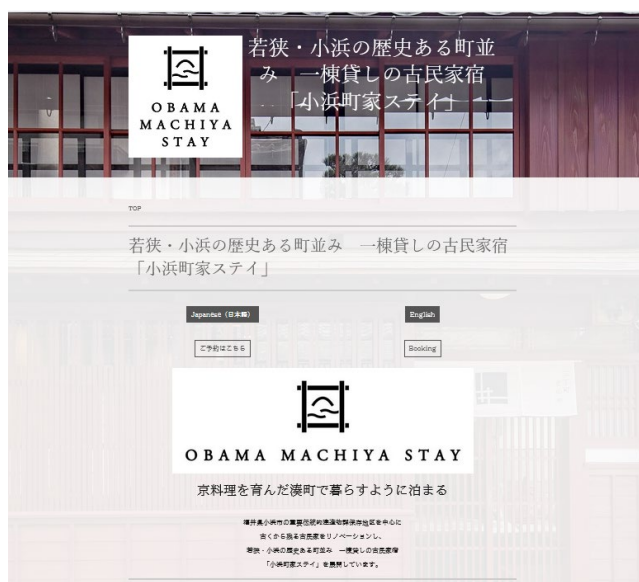 OBAMA
MACHIYA
STAY
若狭・小浜の歴史ある町並
み　一棟貸しの古民家宿
「小浜町家ステイ」
TOP
若狭・小浜の歴史ある町並み　一棟貸しの古民家宿
「小浜町家ステイ」
Japanese（日本語）
English
ご予約はこちら
Booking
OBAMA MACHIYA STAY
京料理を育んだ湊町で暮らすように泊まる
福井県小浜市の重要伝統的建造物群保存地区を中心に
古くから残る古民家をリノベーションし、
若狭・小浜の歴史ある町並み　一棟貸しの古民家宿
「小浜町家ステイ」を展開しています。